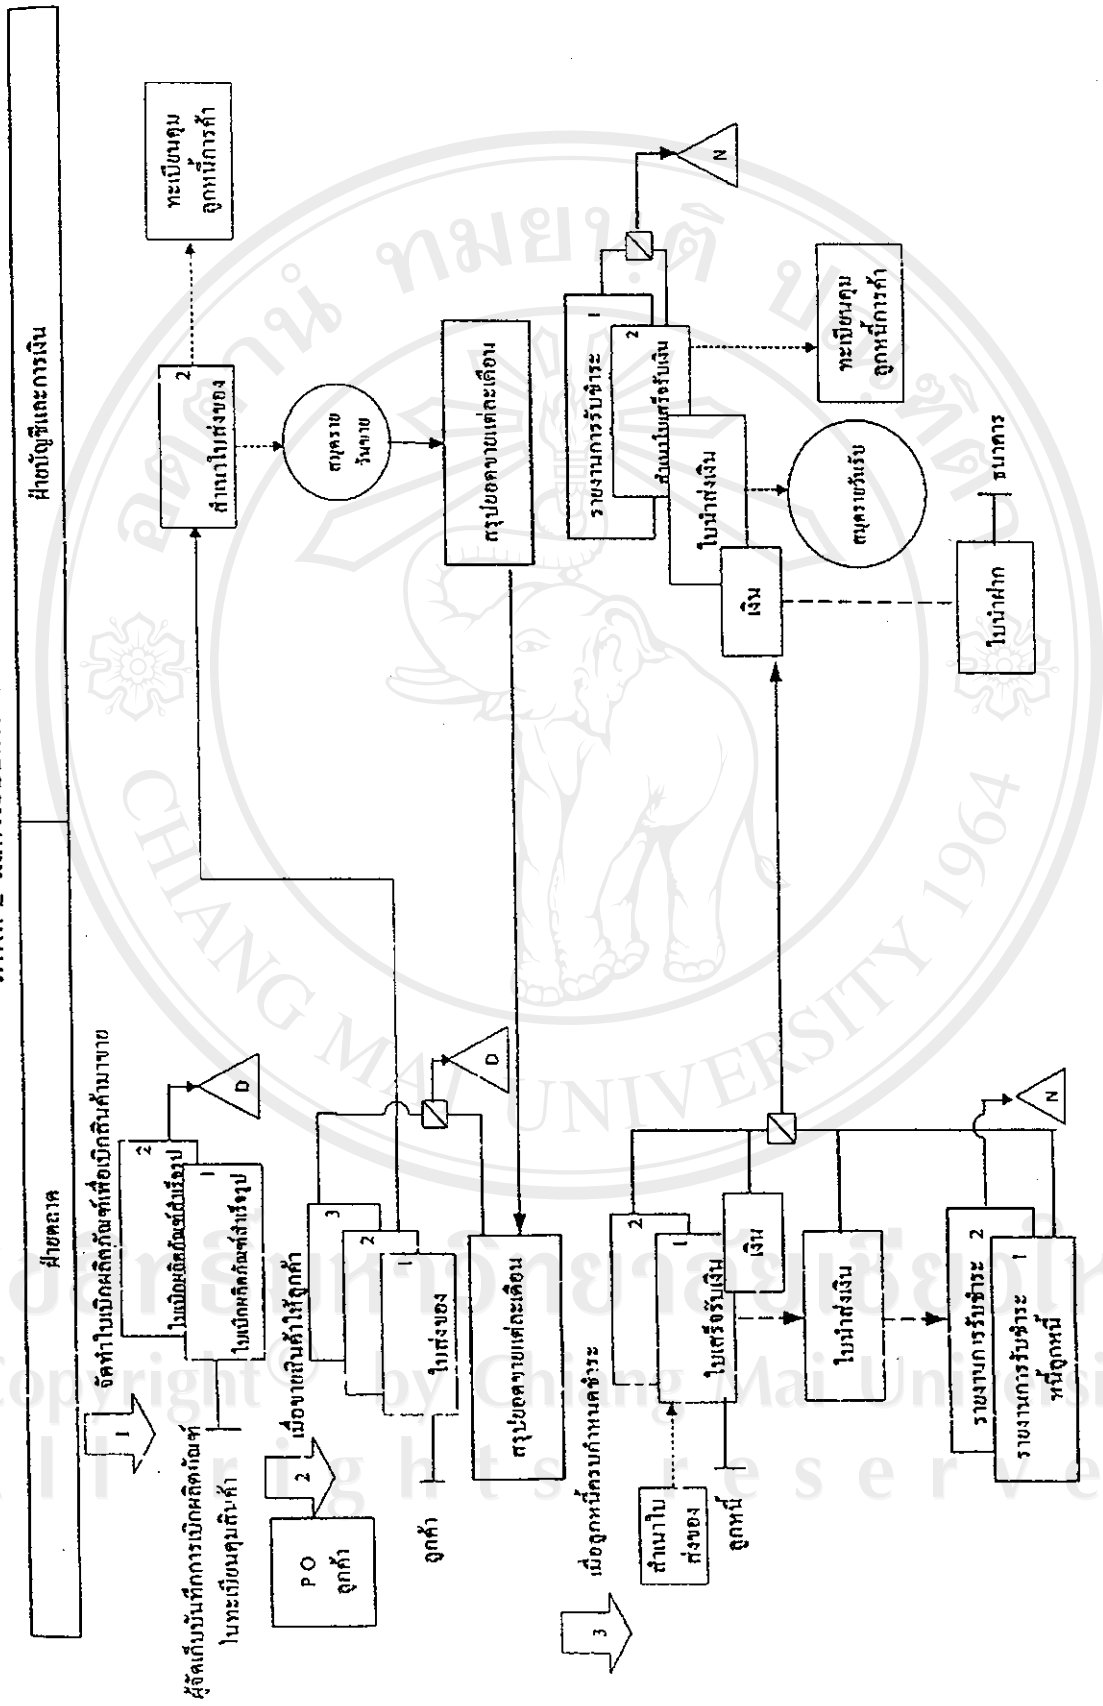 ฝ่ายตลาด
ฝ่ายบัญชีและการเงิน
1
จัดทำใบเบิกผลิตภัณฑ์เพื่อเบิกสินค้ามาขาย
2
ใบเบิกผลิตภัณฑ์สำเร็จรูป
1
ใบเบิกผลิตภัณฑ์สำเร็จรูป
D
ผู้จัดเก็บบันทึกการเบิกผลิตภัณฑ์
ในทะเบียนคุมสินค้า
P O
ลูกค้า
2
เมื่อขายสินค้าให้ลูกค้า
3
2
1
ใบส่งของ
ลูกค้า
D
สรุปยอดขายแต่ละเดือน
2
สำเนาใบส่งของ
ทะเบียนคุม
ลูกหนี้การค้า
สมุดราย
วันขาย
สรุปยอดขายแต่ละเดือน
3
เมื่อลูกหนี้ครบกำหนดชำระ
สำเนาใบ
ส่งของ
ลูกหนี้
2
1
ใบเสร็จรับเงิน
เงิน
ใบนำส่งเงิน
2
รายงานการรับชำระ
1
รายงานการรับชำระ
หนี้ลูกหนี้
N
1
รายงานการรับชำระ
2
สำเนาใบเสร็จรับเงิน
ใบนำส่งเงิน
เงิน
N
ทะเบียนคุม
ลูกหนี้การค้า
สมุดรายวันรับ
ใบนำฝาก
ธนาคาร
CHIANG MAI UNIVERSITY 1964
Copyright © by Chiang Mai Universi
ll rights reserve